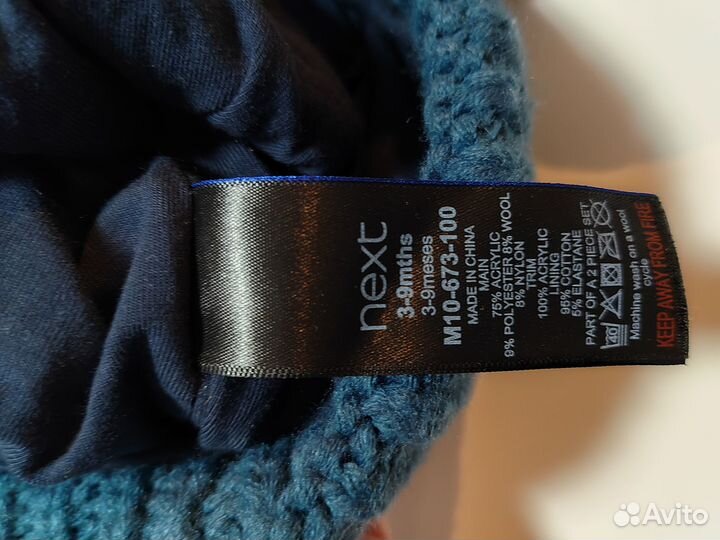 next
3-9mths
3-9meses
M10-673-100
MADE IN CHINA
MAIN
75% ACRYLIC
9% POLYESTER 8% WOOL
8% NYLON
TRIM
100% ACRYLIC
LINING
95% COTTON
5% ELASTANE
PART OF A 2 PIECE SET
40
Machine wash on a wool
cycle
KEEP AWAY FROM FIRE
Avito